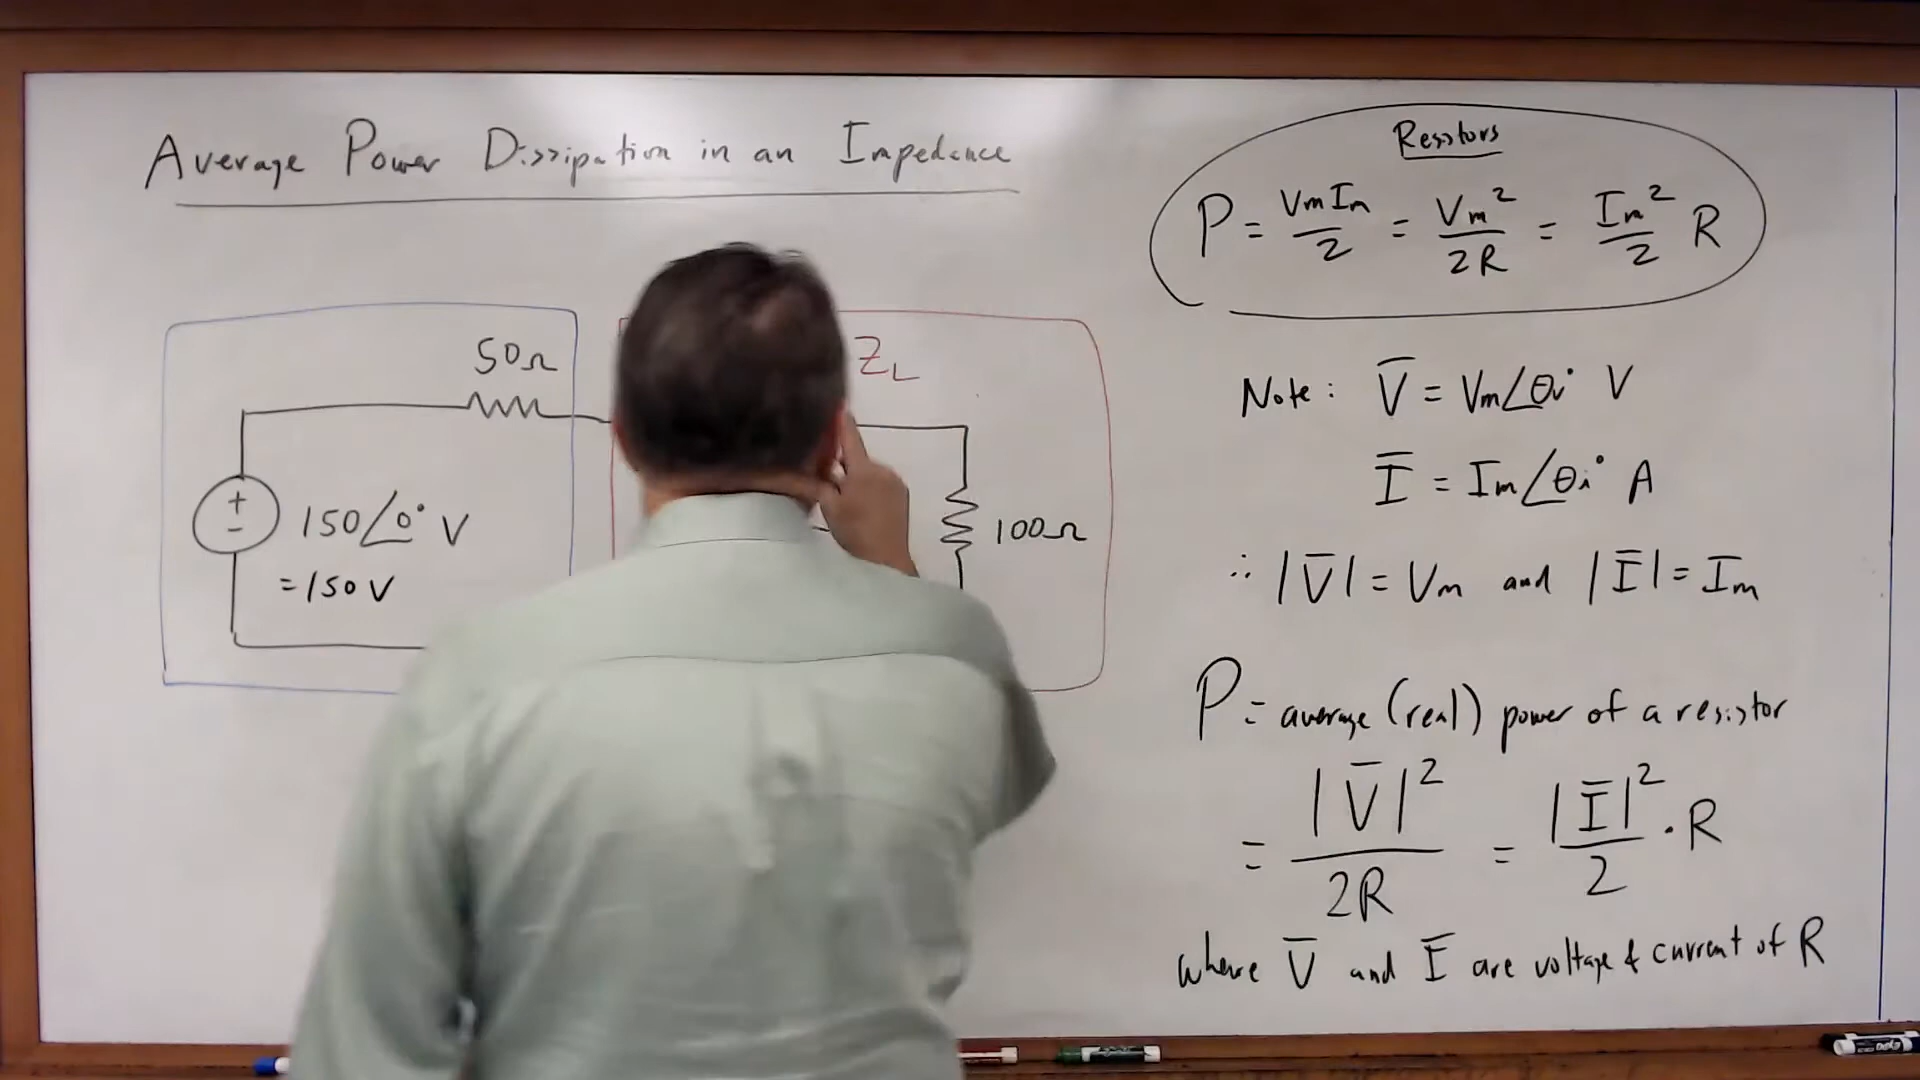 Average Power Dissipation in an Impedance
50Ω
Z_L
+
-
150∠0° V
= 150 V
100Ω
Resistors
P = VmIm/2 = Vm²/2R = Im²/2 R
Note: V̅ = Vm∠θv° V
I̅ = Im∠θi° A
∴ |V̅| = Vm and |I̅| = Im
P = average (real) power of a resistor
= |V̅|²/2R = |I̅|²/2 · R
where V̅ and I̅ are voltage & current of R